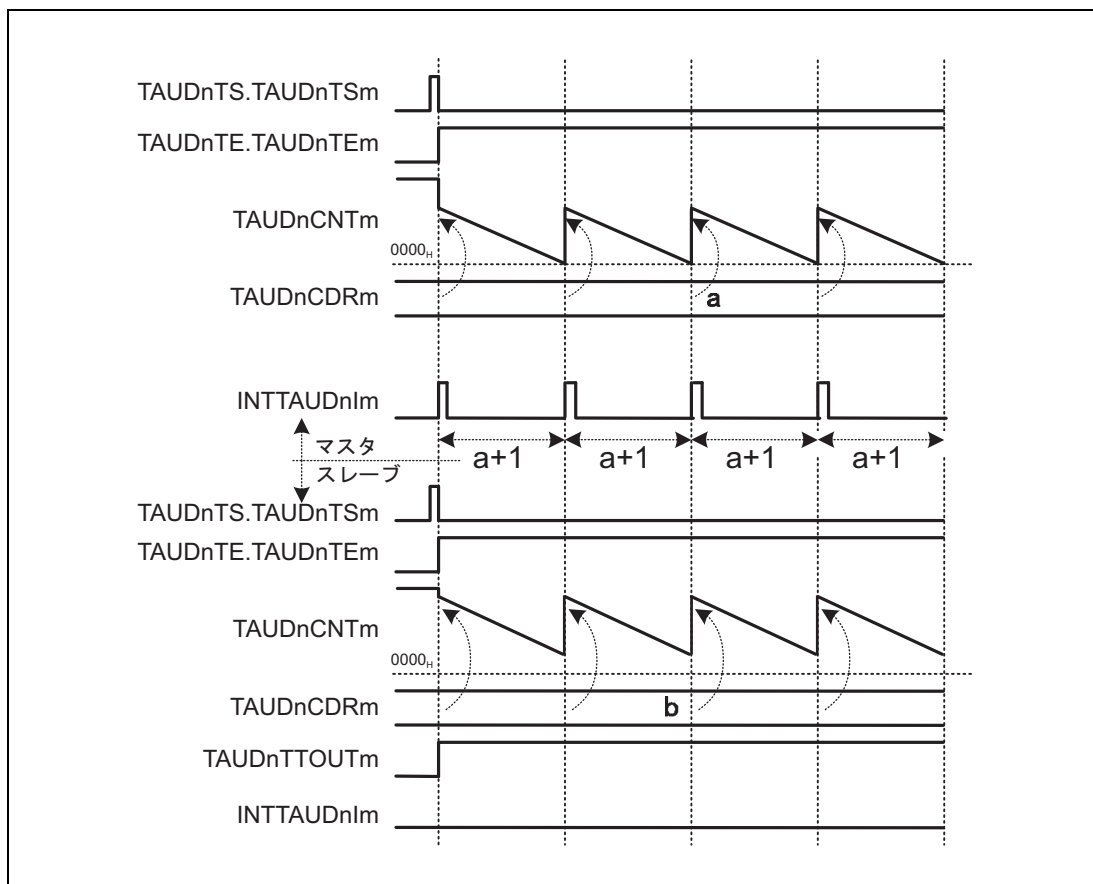 TAUDnTS.TAUDnTSm
TAUDnTE.TAUDnTEm
TAUDnCNTm
0000H
TAUDnCDRm
a
INTTAUDnIm
a+1 a+1 a+1 a+1
マスタ
スレーブ
TAUDnTS.TAUDnTSm
TAUDnTE.TAUDnTEm
TAUDnCNTm
0000H
TAUDnCDRm
b
TAUDnTTOUTm
INTTAUDnIm